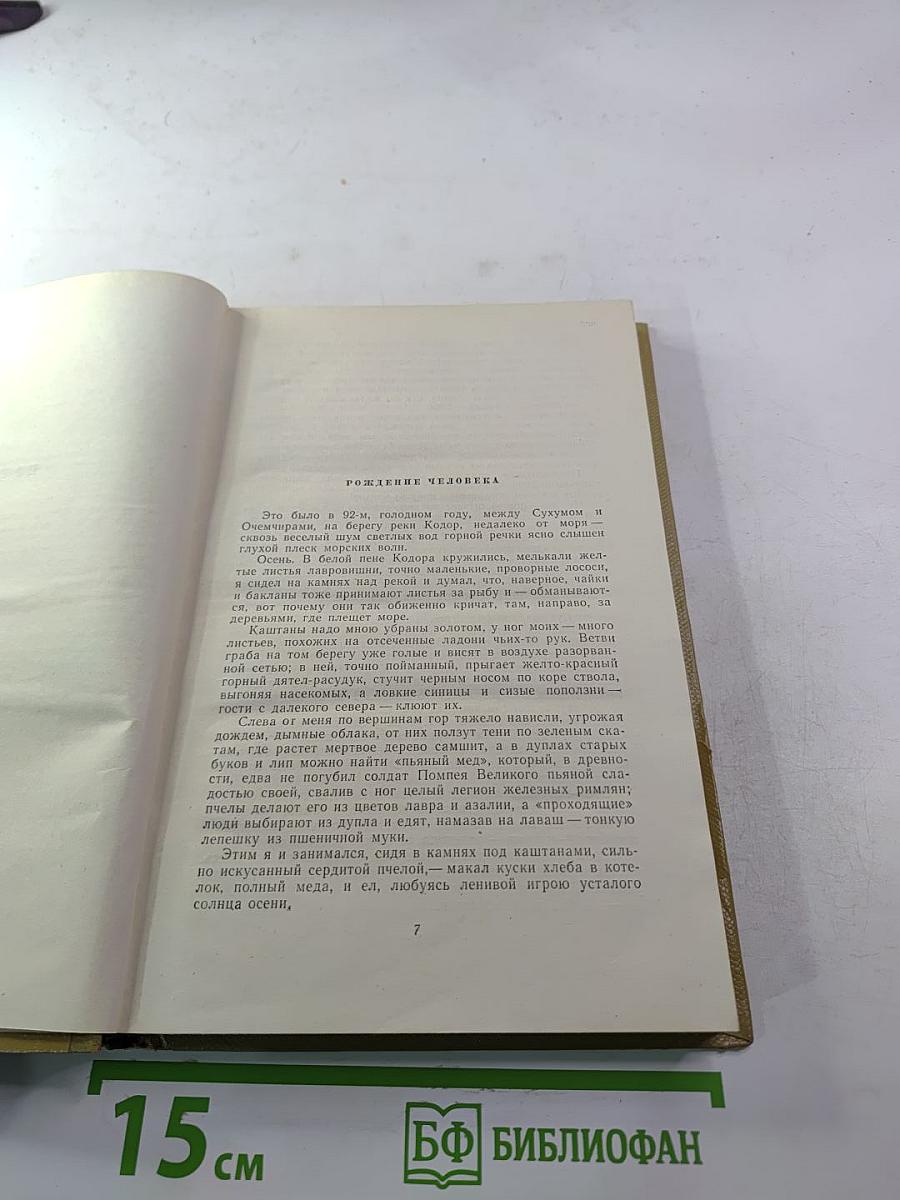 РОЖДЕНИЕ ЧЕЛОВЕКА
Это было в 92-м, голодном году, между Сухумом и
Очемчирами, на берегу реки Кодор, недалеко от моря —
сквозь веселый шум светлых вод горной речки ясно слышен
глухой плеск морских волн.
Осень. В белой пене Кодора кружились, мелькали жел-
тые листья лавровишни, точно маленькие, проворные лососи,
я сидел на камнях над рекой и думал, что, наверное, чайки
и бакланы тоже принимают листья за рыбу и — обманывают-
ся, вот почему они так обиженно кричат, там, направо, за
деревьями, где плещет море.
Каштаны надо мною убраны золотом, у ног моих — много
листьев, похожих на отсеченные ладони чьих-то рук. Ветви
граба на том берегу уже голые и висят в воздухе разорван-
ной сетью; в ней, точно пойманный, прыгает желто-красный
горный дятел-расудук, стучит черным носом по коре ствола,
выгоняя насекомых, а ловкие синицы и сизые поползни —
гости с далекого севера — клюют их.
Слева от меня по вершинам гор тяжело нависли, угрожая
дождем, дымные облака, от них ползут тени по зеленым ска-
там, где растет мертвое дерево самшит, а в дуплах старых
буков и лип можно найти «пьяный мед», который, в древно-
сти, едва не погубил солдат Помпея Великого пьяной сла-
достью своей, свалив с ног целый легион железных римлян;
пчелы делают его из цветов лавра и азалии, а «проходящие»
люди выбирают из дупла и едят, намазав на лаваш — тонкую
лепешку из пшеничной муки.
Этим я и занимался, сидя в камнях под каштанами, силь-
но искусанный сердитой пчелой,— макал куски хлеба в коте-
лок, полный меда, и ел, любуясь ленивой игрою усталого
солнца осени.
7
15 см
БФ БИБЛИОФАН